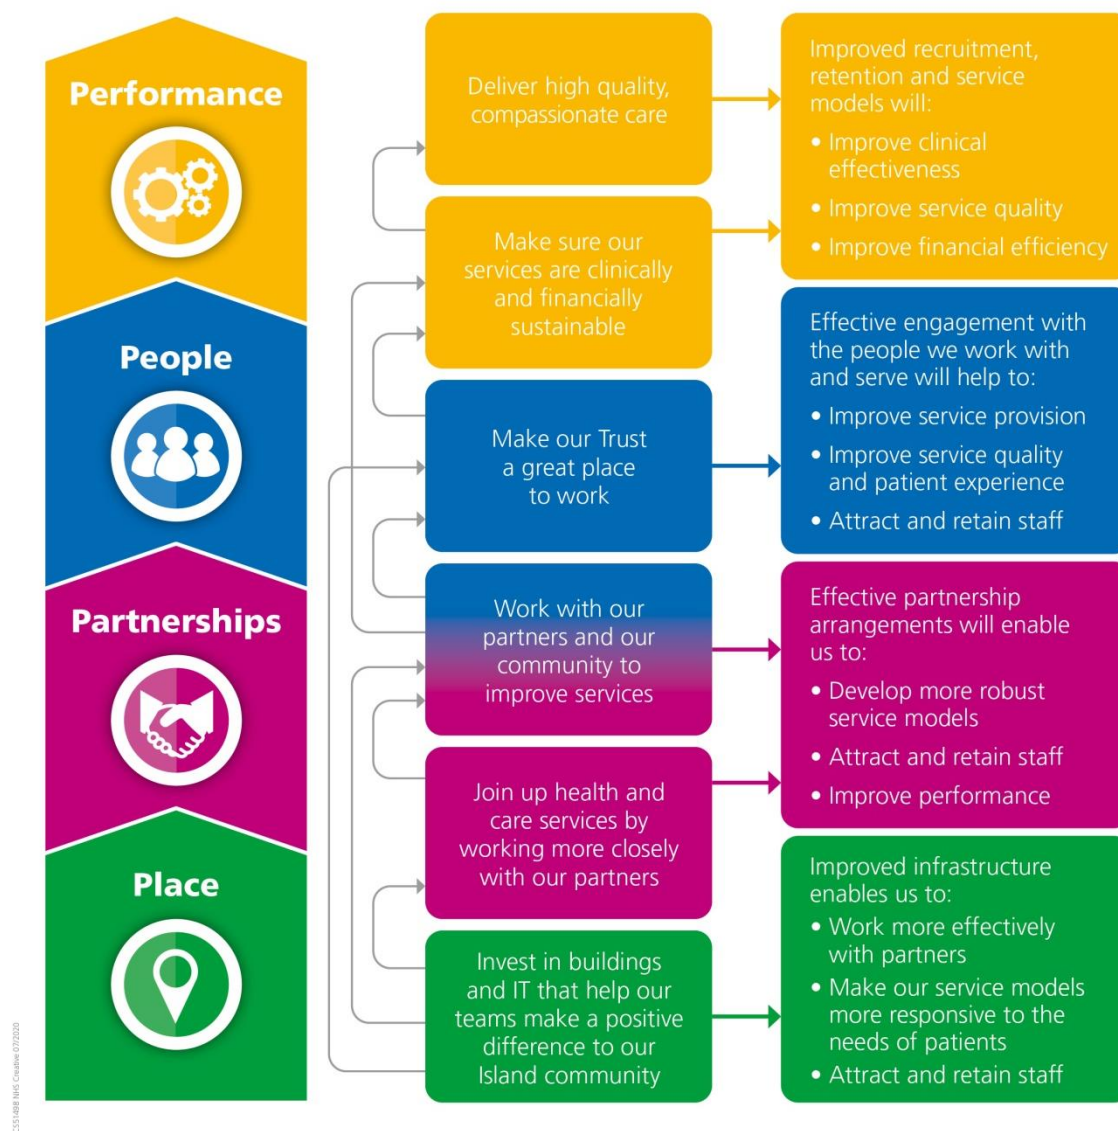 Performance
People
Partnerships
Place
Deliver high quality,
compassionate care
Make sure our
services are clinically
and financially
sustainable
Make our Trust
a great place
to work
Work with our
partners and our
community to
improve services
Join up health and
care services by
working more closely
with our partners
Invest in buildings
and IT that help our
teams make a positive
difference to our
Island community
Improved recruitment,
retention and service
models will:
• Improve clinical
effectiveness
• Improve service quality
• Improve financial efficiency
Effective engagement with
the people we work with
and serve will help to:
• Improve service provision
• Improve service quality
and patient experience
• Attract and retain staff
Effective partnership
arrangements will enable
us to:
• Develop more robust
service models
• Attract and retain staff
• Improve performance
Improved infrastructure
enables us to:
• Work more effectively
with partners
• Make our service models
more responsive to the
needs of patients
• Attract and retain staff
CS51498 NHS Creative 07/2020